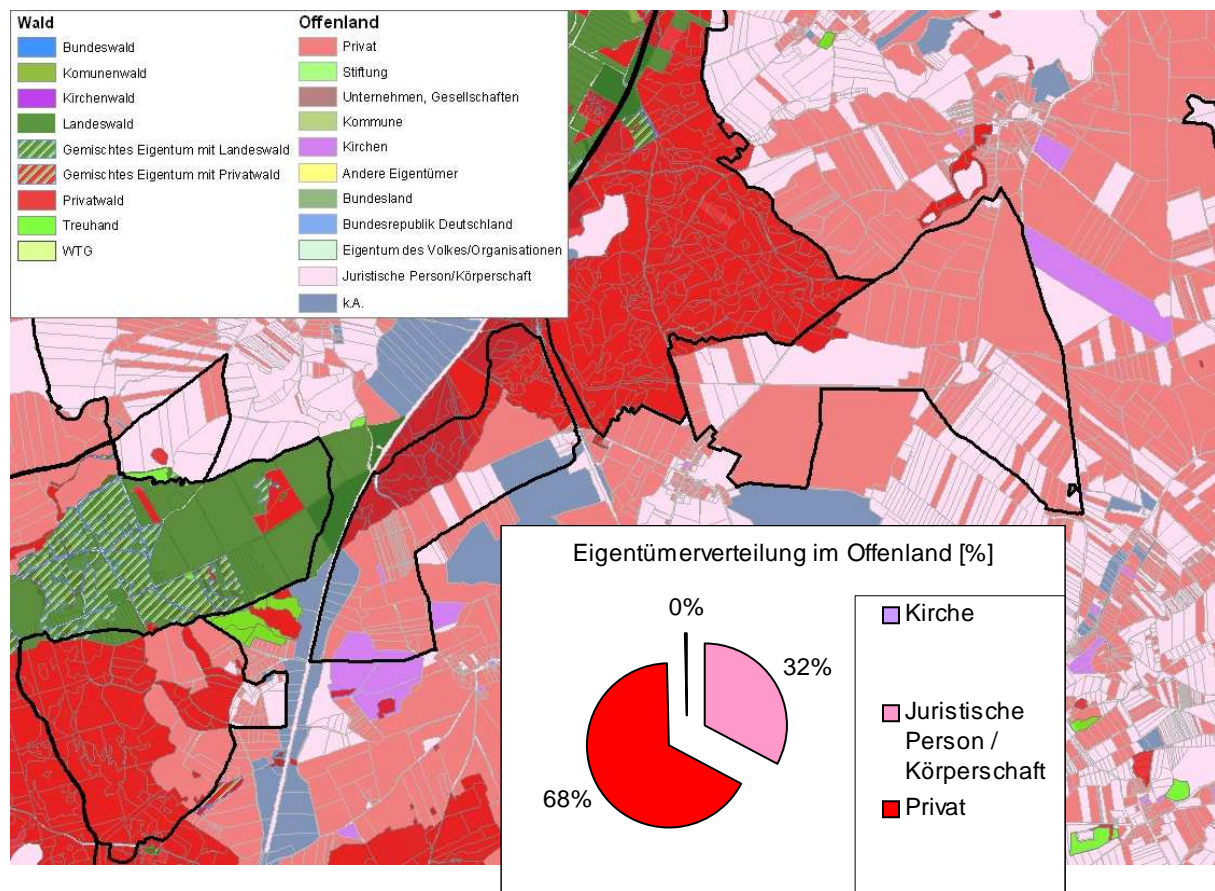 Wald
Bundeswald
Komunenwald
Kirchenwald
Landeswald
Gemischtes Eigentum mit Landeswald
Gemischtes Eigentum mit Privatwald
Privatwald
Treuhand
WTG
Offenland
Privat
Stiftung
Unternehmen, Gesellschaften
Kommune
Kirchen
Andere Eigentümer
Bundesland
Bundesrepublik Deutschland
Eigentum des Volkes/Organisationen
Juristische Person/Körperschaft
k.A.
Eigentümerverteilung im Offenland [%]
0%
32%
68%
Kirche
Juristische
Person /
Körperschaft
Privat